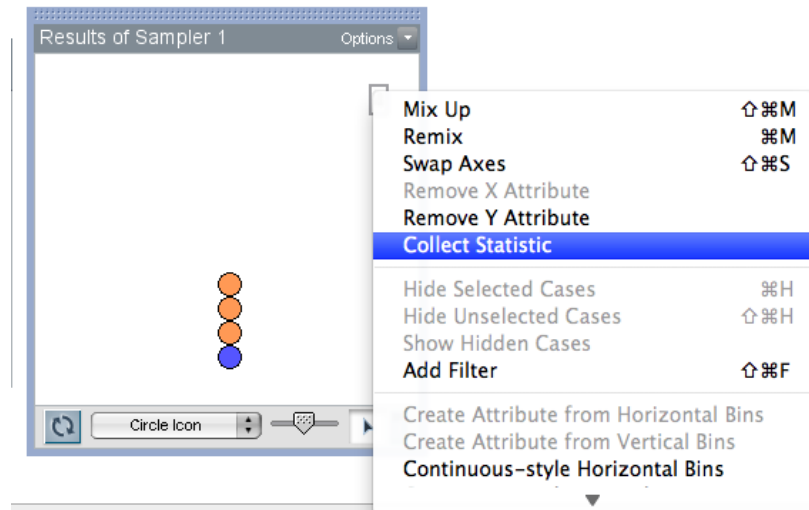 Results of Sampler 1 Options
Mix Up ⇧⌘M
Remix ⌘M
Swap Axes ⇧⌘S
Remove X Attribute
Remove Y Attribute
Collect Statistic
Hide Selected Cases ⌘H
Hide Unselected Cases ⇧⌘H
Show Hidden Cases
Add Filter ⇧⌘F
Create Attribute from Horizontal Bins
Create Attribute from Vertical Bins
Continuous-style Horizontal Bins
Circle Icon